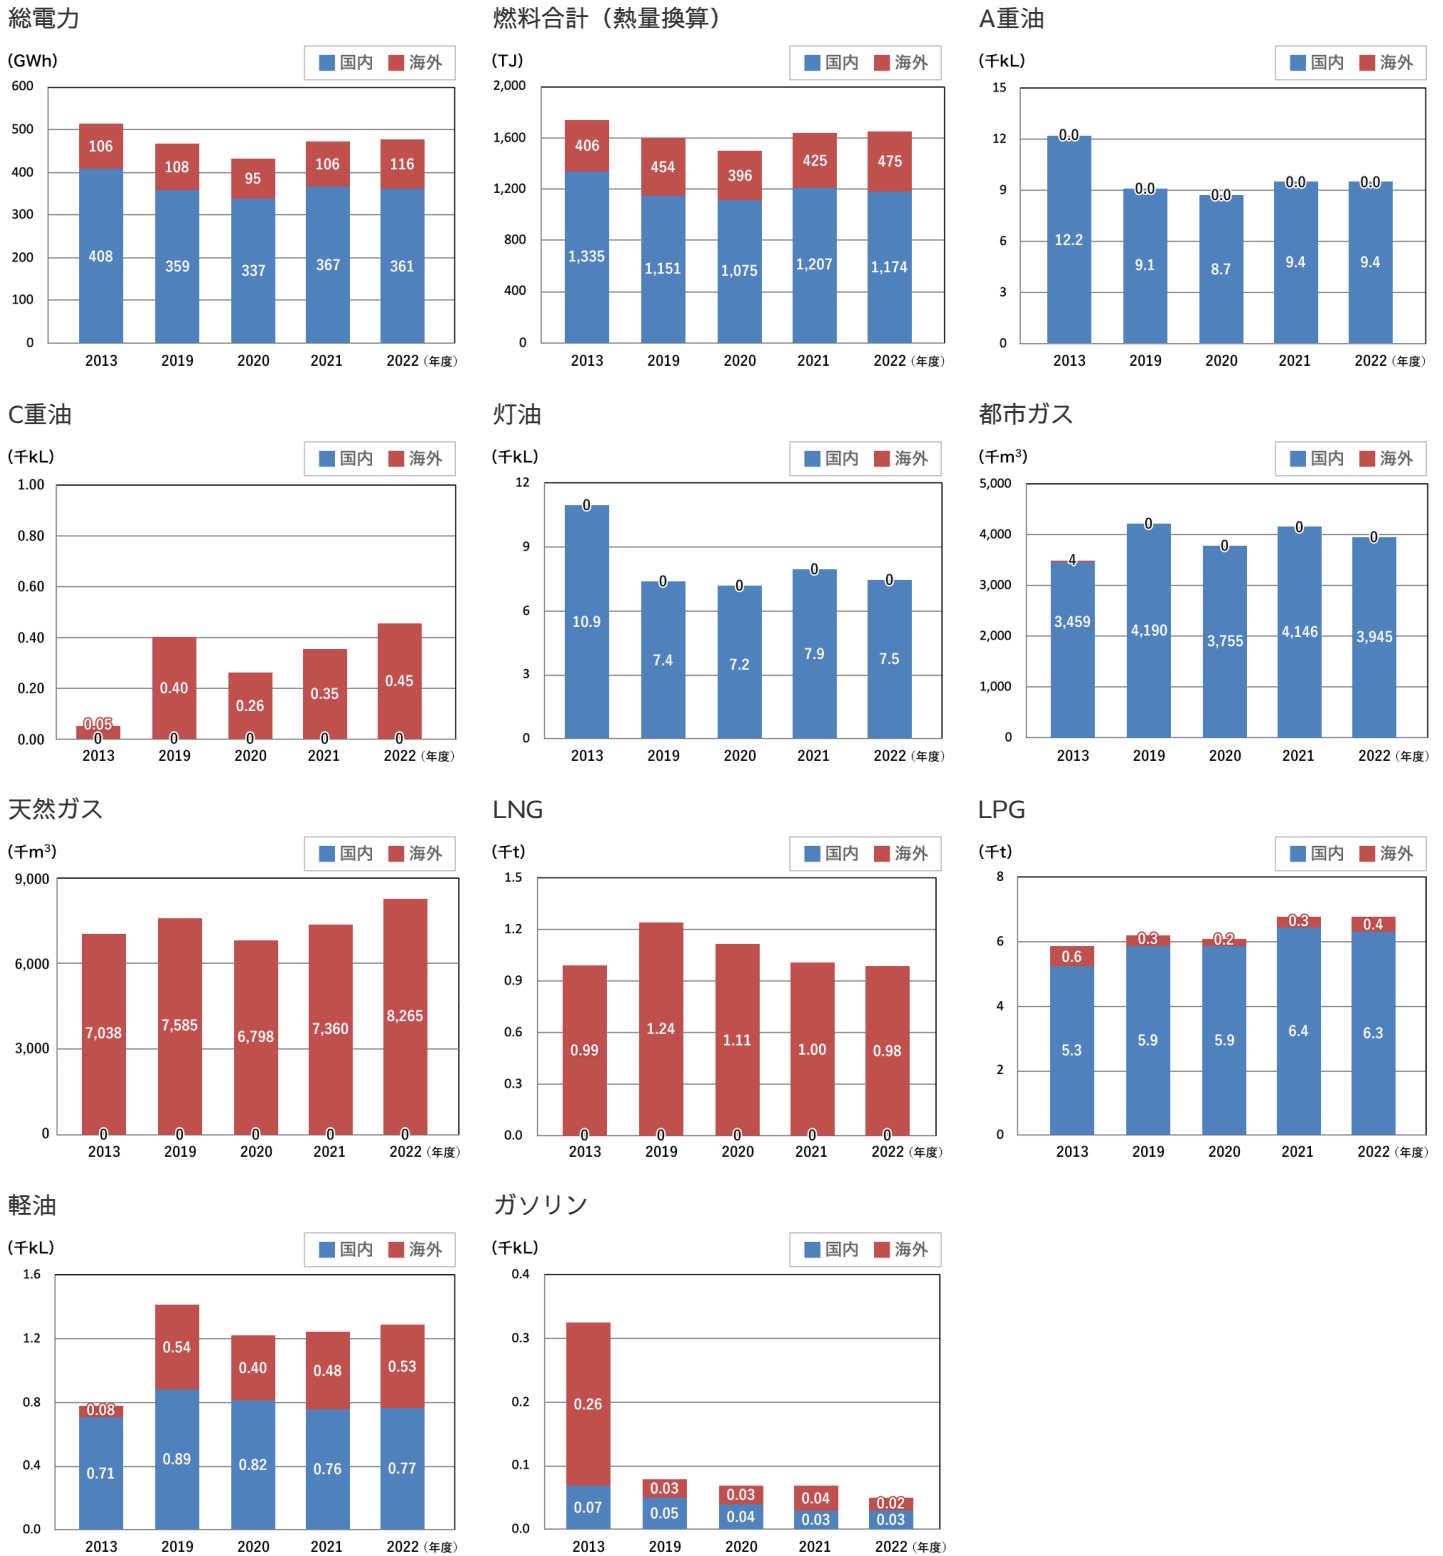 総電力
(GWh)
国内 海外
600
500
400
300
200
100
0
106 108 95 106 116
408 359 337 367 361
2013 2019 2020 2021 2022 (年度)
燃料合計（熱量換算）
(TJ)
国内 海外
2,000
1,600
1,200
800
400
0
406 454 396 425 475
1,335 1,151 1,075 1,207 1,174
2013 2019 2020 2021 2022 (年度)
A重油
(千kL)
国内 海外
15
12
9
6
3
0
0.0 0.0 0.0 0.0 0.0
12.2 9.1 8.7 9.4 9.4
2013 2019 2020 2021 2022 (年度)
C重油
(千kL)
国内 海外
1.00
0.80
0.60
0.40
0.20
0.00
0.05 0.40 0.26 0.35 0.45
0 0 0 0 0
2013 2019 2020 2021 2022 (年度)
灯油
(千kL)
国内 海外
12
9
6
3
0
0 0 0 0 0
10.9 7.4 7.2 7.9 7.5
2013 2019 2020 2021 2022 (年度)
都市ガス
(千m³)
国内 海外
5,000
4,000
3,000
2,000
1,000
0
4 0 0 0 0
3,459 4,190 3,755 4,146 3,945
2013 2019 2020 2021 2022 (年度)
天然ガス
(千m³)
国内 海外
9,000
6,000
3,000
0
7,038 7,585 6,798 7,360 8,265
0 0 0 0 0
2013 2019 2020 2021 2022 (年度)
LNG
(千t)
国内 海外
1.5
1.2
0.9
0.6
0.3
0.0
0.99 1.24 1.11 1.00 0.98
0 0 0 0 0
2013 2019 2020 2021 2022 (年度)
LPG
(千t)
国内 海外
8
6
4
2
0
0.6 0.3 0.2 0.3 0.4
5.3 5.9 5.9 6.4 6.3
2013 2019 2020 2021 2022 (年度)
軽油
(千kL)
国内 海外
1.6
1.2
0.8
0.4
0.0
0.08 0.54 0.40 0.48 0.53
0.71 0.89 0.82 0.76 0.77
2013 2019 2020 2021 2022 (年度)
ガソリン
(千kL)
国内 海外
0.4
0.3
0.2
0.1
0.0
0.26 0.03 0.03 0.04 0.02
0.07 0.05 0.04 0.03 0.03
2013 2019 2020 2021 2022 (年度)